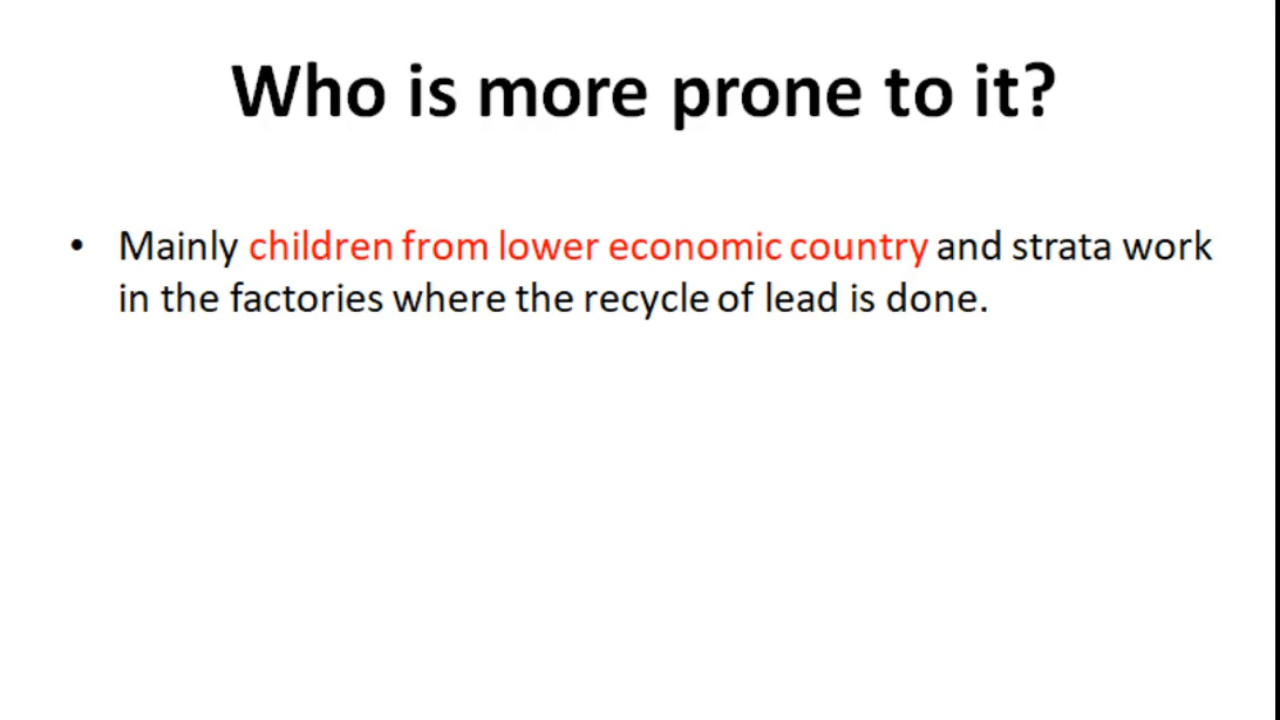 Who is more prone to it?
• Mainly children from lower economic country and strata work
in the factories where the recycle of lead is done.